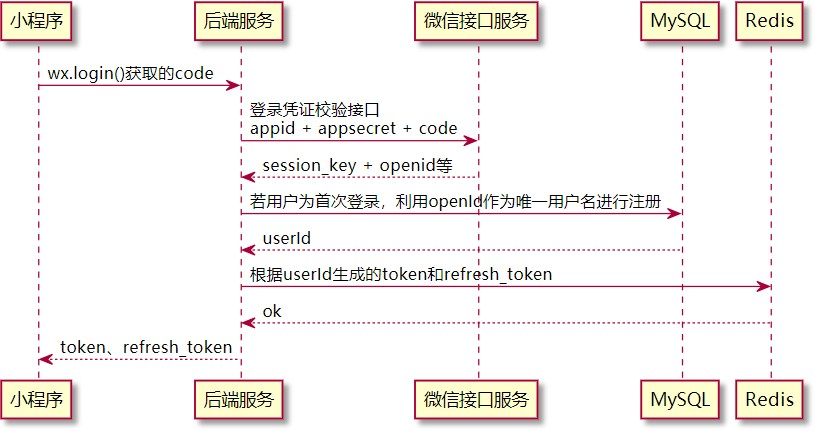 小程序
后端服务
微信接口服务
MySQL
Redis
wx.login()获取的code
登录凭证校验接口
appid + appsecret + code
session_key + openid等
若用户为首次登录，利用openId作为唯一用户名进行注册
userId
根据userId生成的token和refresh_token
ok
token、refresh_token
小程序
后端服务
微信接口服务
MySQL
Redis